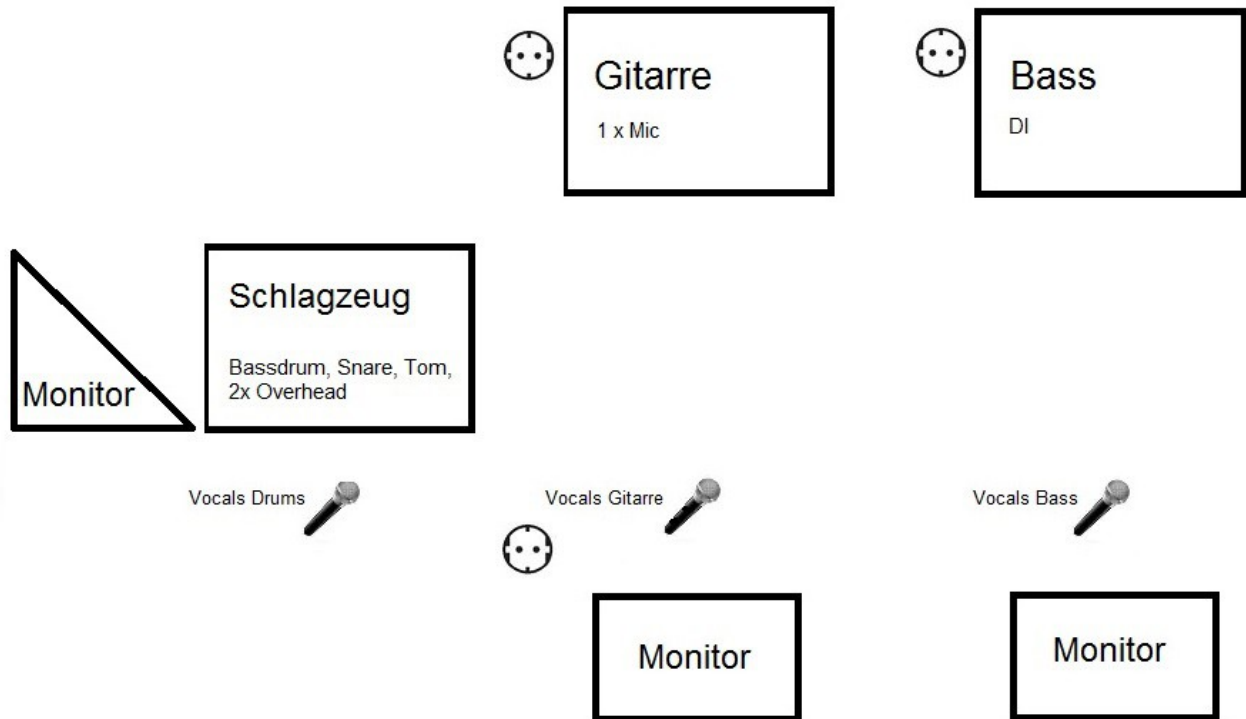 Gitarre
1 x Mic
Bass
DI
Schlagzeug
Bassdrum, Snare, Tom,
2x Overhead
Monitor
Vocals Drums
Vocals Gitarre
Vocals Bass
Monitor
Monitor